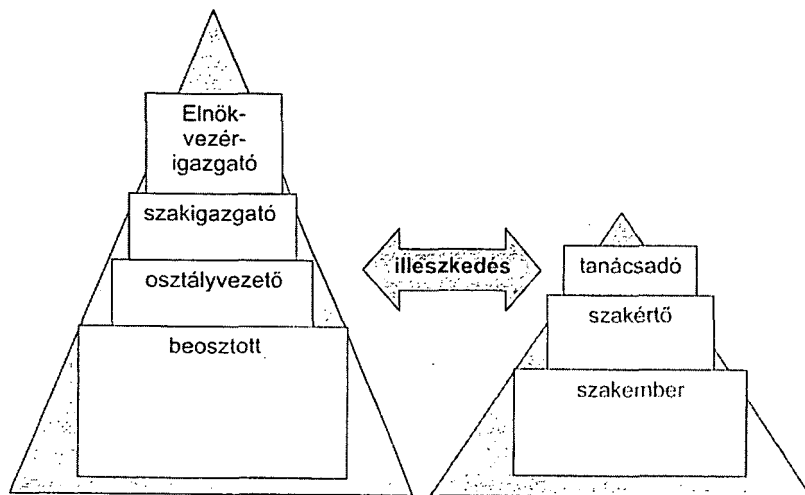 Elnök-
vezér-
igazgató
szakigazgató
osztályvezető
beosztott
illeszkedés
tanácsadó
szakértő
szakember